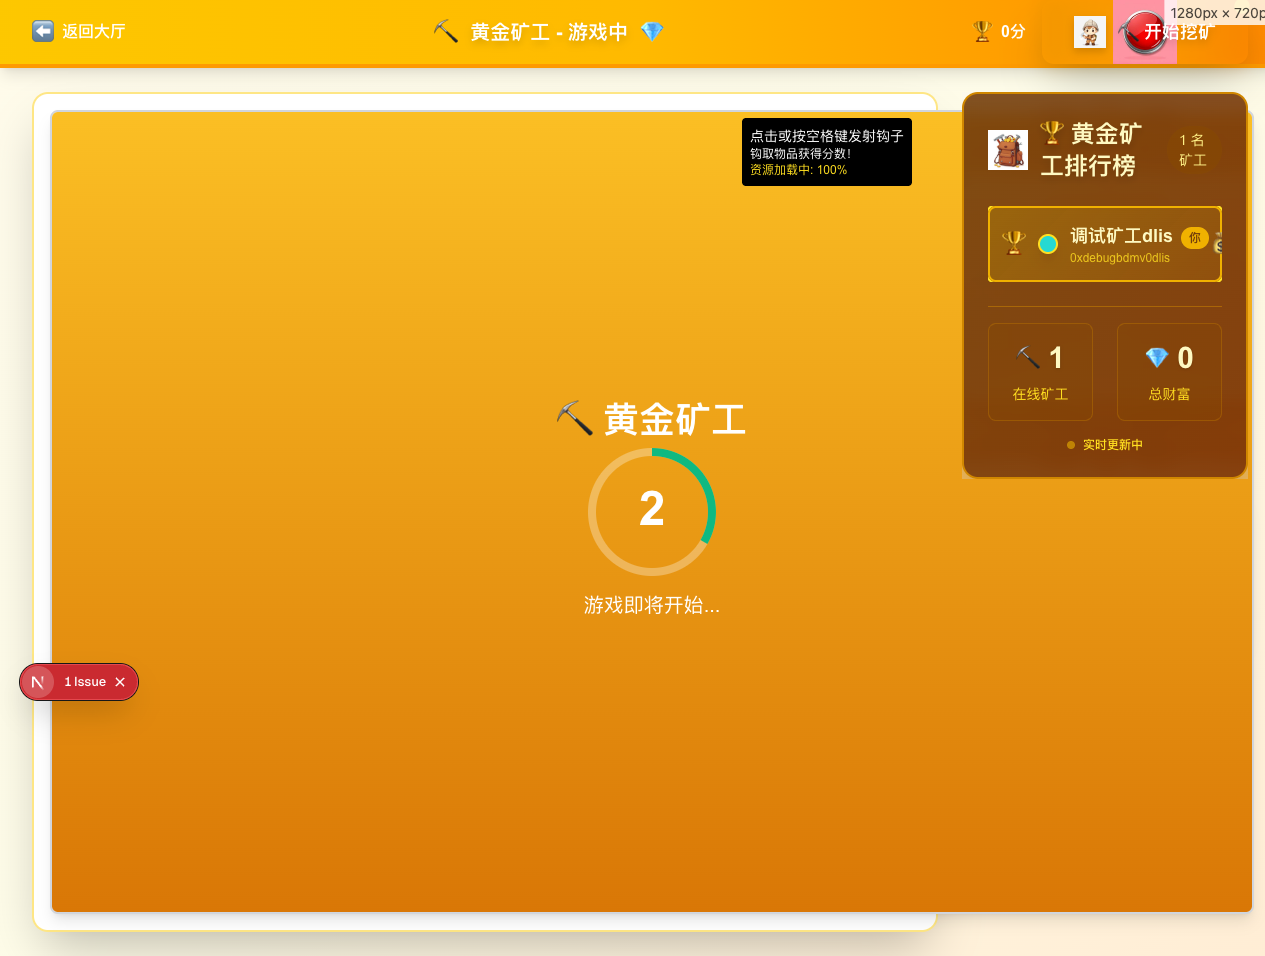 返回大厅
黄金矿工 - 游戏中
0分
开始挖矿
1280px × 720p
点击或按空格键发射钩子
钩取物品获得分数!
资源加载中: 100%
黄金矿
工排行榜
1 名
矿工
调试矿工dlis
你
0xdebugbdmv0dlis
1
在线矿工
0
总财富
实时更新中
黄金矿工
2
游戏即将开始...
N
1 Issue